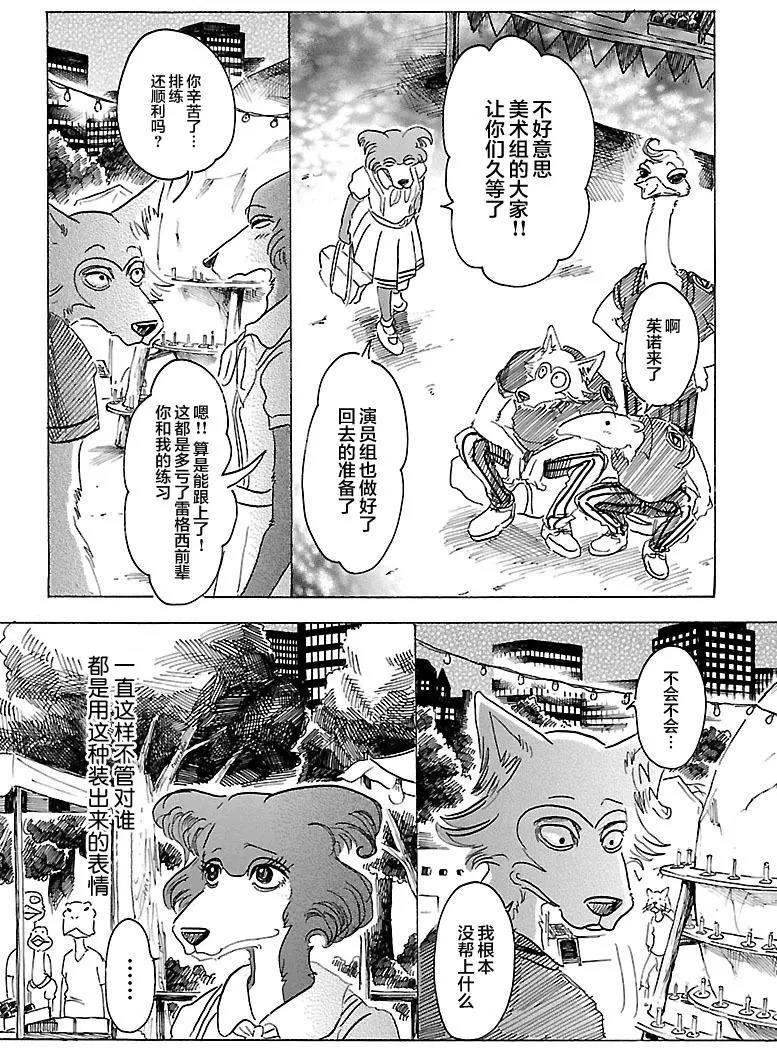 不好意思
美术组的大家!!
让你们久等了
啊
茱诺来了
演员组也做好了
回去的准备了
你辛苦了…
排练
还顺利吗?
嗯!! 算是能跟上了!
这都是多亏了雷格西前辈
你和我的练习
不会不会…
我根本
没帮上什么
一直这样不管对谁
都是用这种装出来的表情
……